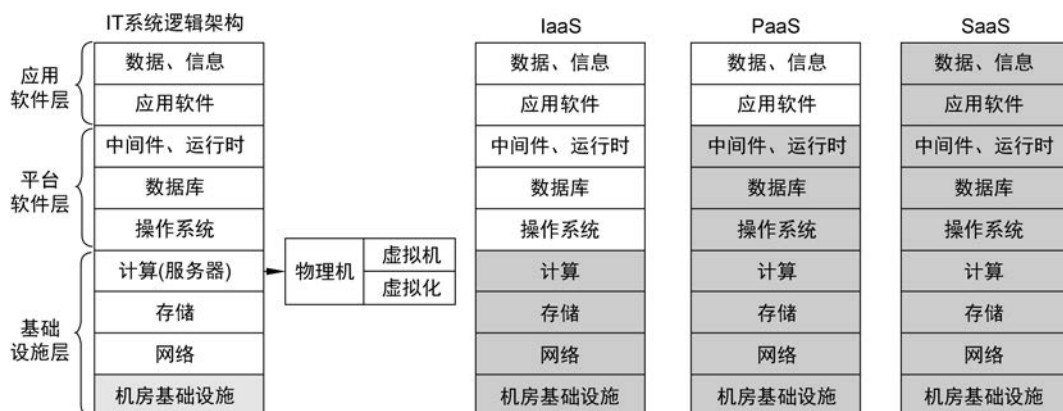 IT系统逻辑架构
应用
软件层
平台
软件层
基础
设施层
数据、信息
应用软件
中间件、运行时
数据库
操作系统
计算(服务器)
存储
网络
机房基础设施
物理机
虚拟机
虚拟化
IaaS
数据、信息
应用软件
中间件、运行时
数据库
操作系统
计算
存储
网络
机房基础设施
PaaS
数据、信息
应用软件
中间件、运行时
数据库
操作系统
计算
存储
网络
机房基础设施
SaaS
数据、信息
应用软件
中间件、运行时
数据库
操作系统
计算
存储
网络
机房基础设施